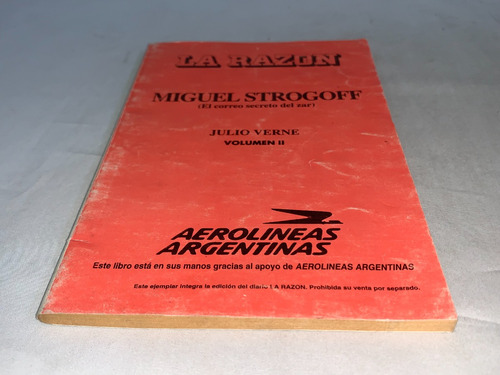 LA RAZON
MIGUEL STROGOFF
(El correo secreto del zar)
JULIO VERNE
VOLUMEN II
AEROLINEAS
ARGENTINAS
Este libro está en sus manos gracias al apoyo de AEROLINEAS ARGENTINAS
Este ejemplar integra la edición del diario LA RAZON. Prohibida su venta por separado.